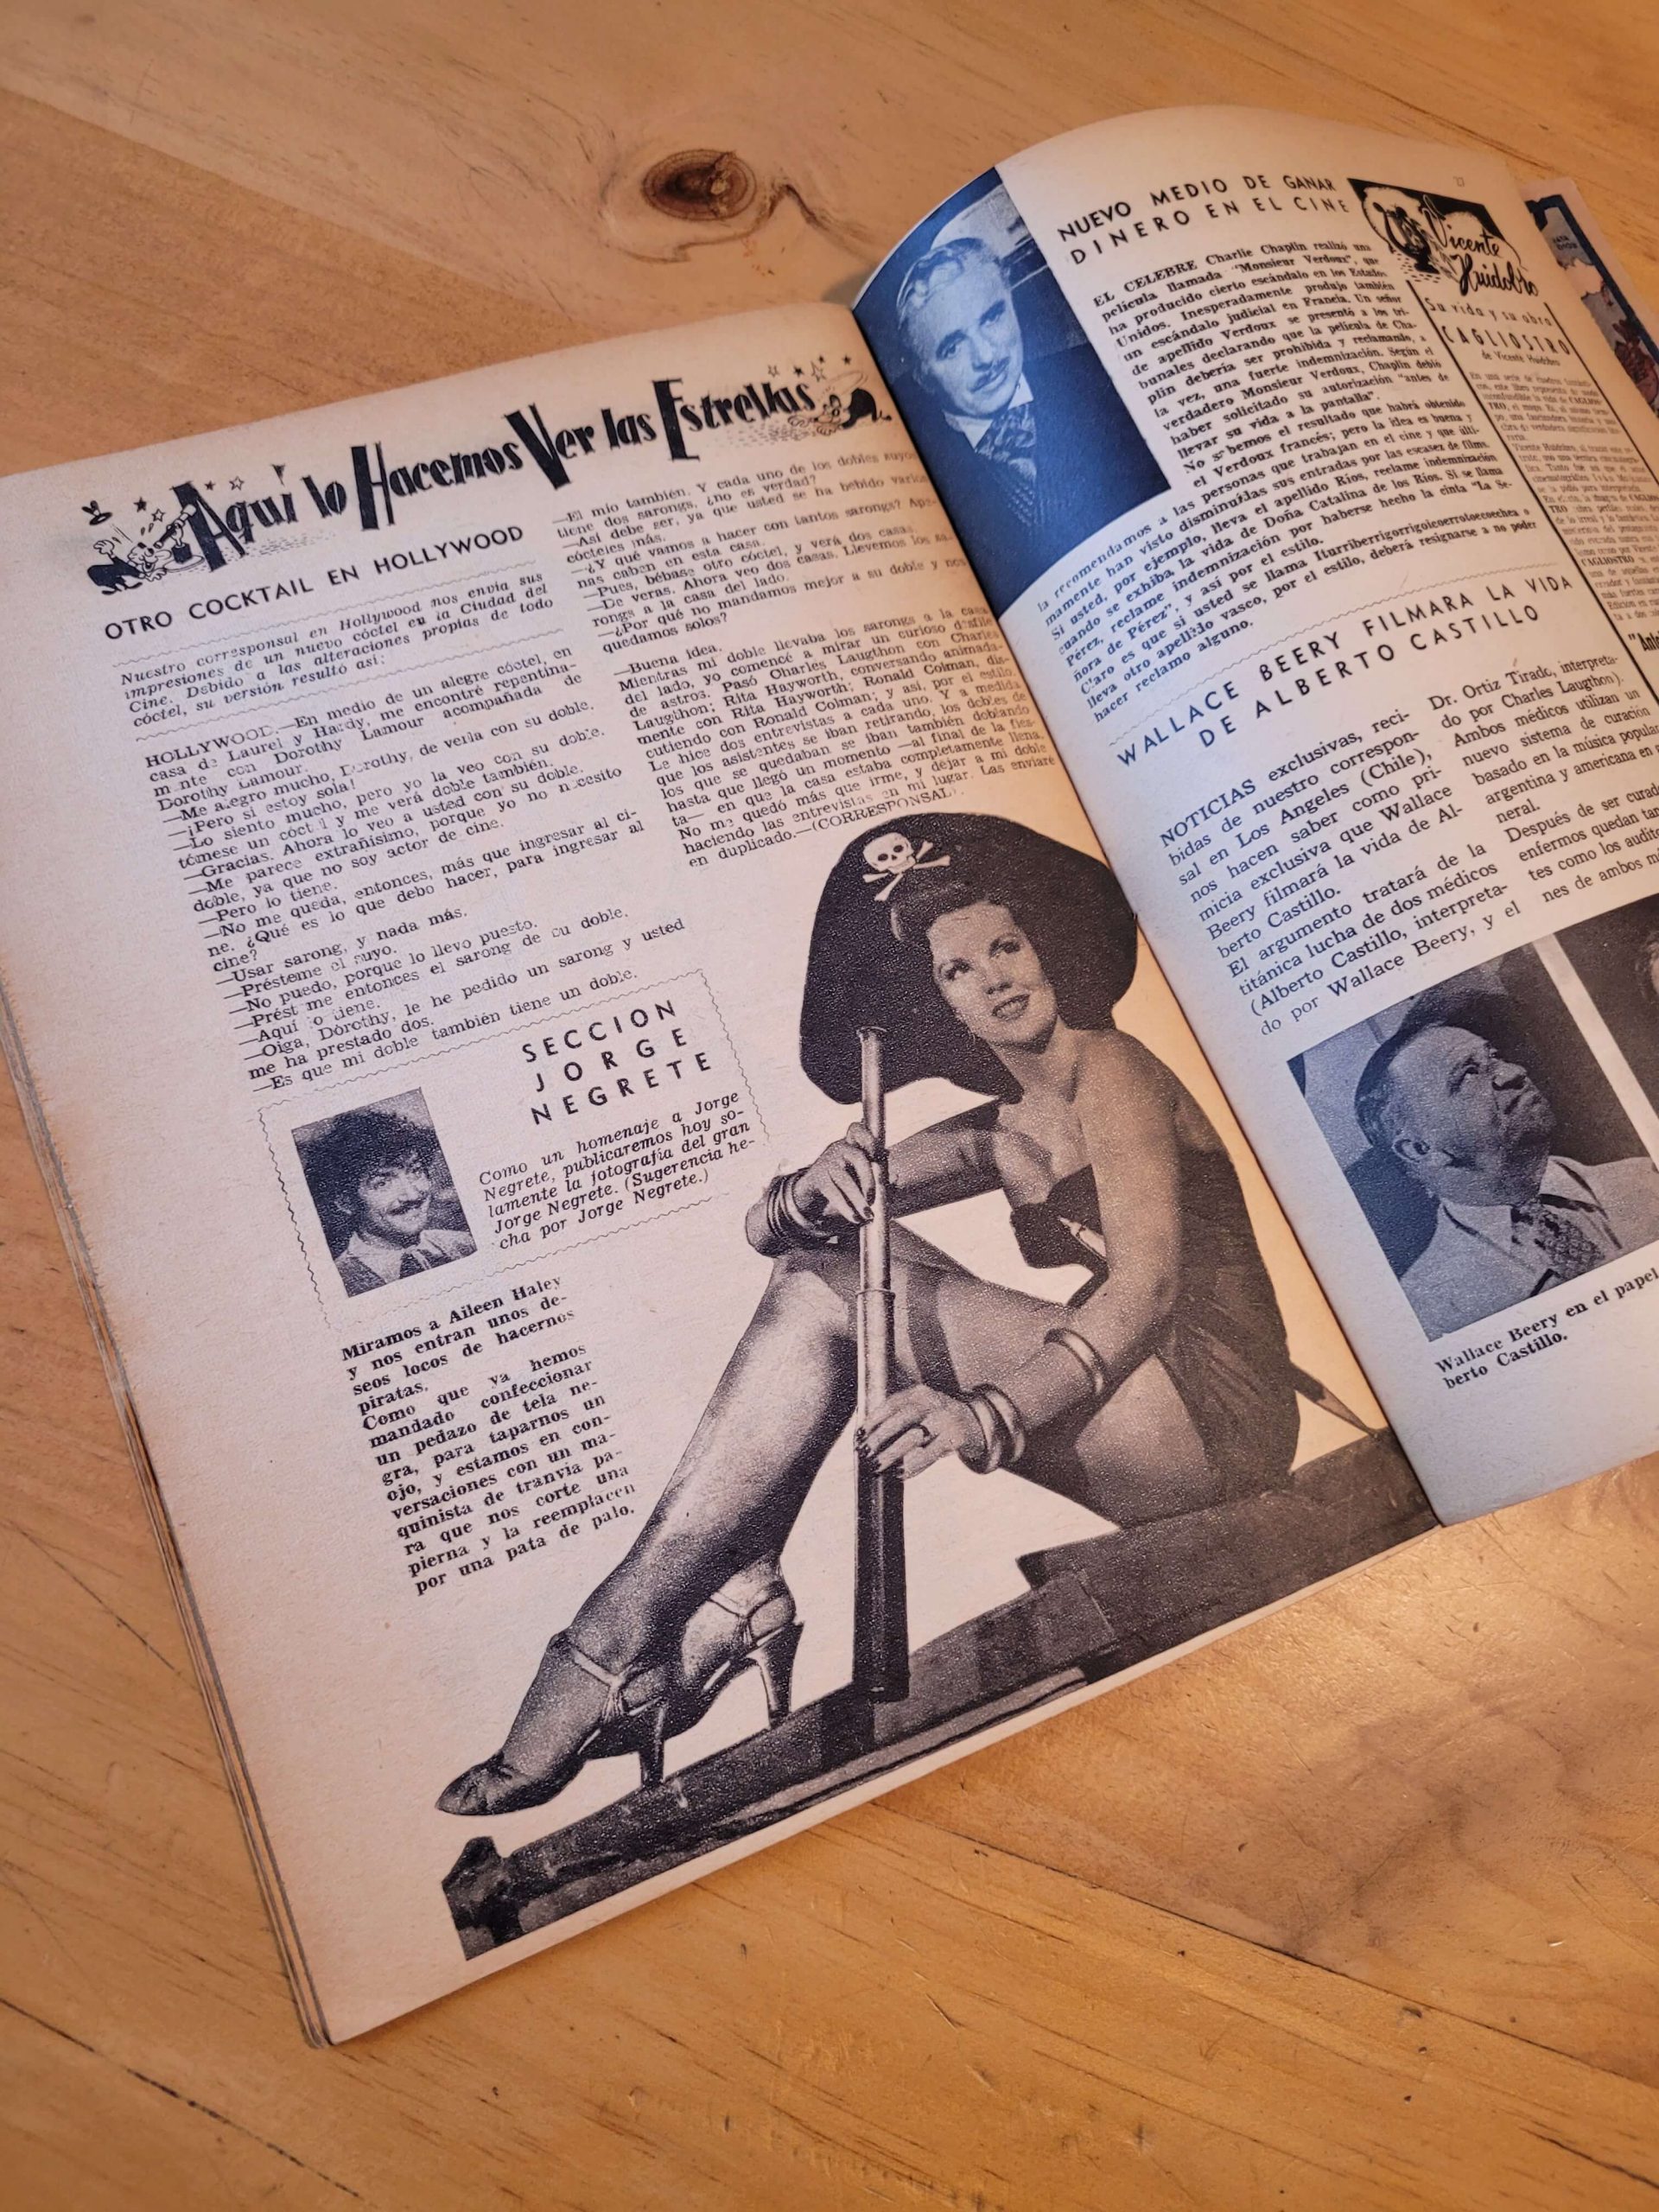 Aquí lo Hacemos Ver las Estrellas
OTRO COCKTAIL EN HOLLYWOOD
Nuestro corresponsal en Hollywood nos envía sus
impresiones de un nuevo cóctel en la Ciudad del
Cine. Debido a las alteraciones propias de todo
cóctel, su versión resultó así:
HOLLYWOOD.—En medio de un alegre cóctel, en
casa de Laurel y Hardy, me encontré repentina-
mente con Dorothy Lamour acompañada de
Dorothy Lamour.
—Me alegro mucho, Dorothy, de verla con su doble.
—¡Pero si estoy sola!
—Lo siento mucho, pero yo la veo con su doble.
tómese un cóctel y me verá doble también.
—Gracias. Ahora lo veo a usted con su doble.
—Me parece extrañísimo, porque yo no necesito
doble, ya que no soy actor de cine.
—Pero lo tiene.
—No me queda, entonces, más que ingresar al ci-
ne. ¿Qué es lo que debo hacer, para ingresar al
cine?
—Usar sarong, y nada más.
—Présteme el suyo.
—No puedo, porque lo llevo puesto.
—Présteme entonces el sarong de su doble.
—Aquí lo tiene.
—Oiga, Dorothy, le he pedido un sarong y usted
me ha prestado dos.
—Es que mi doble también tiene un doble.
—El mío también. Y cada uno de los dobles suyos
tiene dos sarongs, ¿no es verdad?
—Así debe ser, ya que usted se ha bebido varios
cócteles más.
—¿Y qué vamos a hacer con tantos sarongs? Ape-
nas caben en esta casa.
—Pues, bébase otro cóctel, y verá dos casas.
—De veras. Ahora veo dos casas. Llevemos los sa-
rongs a la casa del lado.
—¿Por qué no mandamos mejor a su doble y nos
quedamos solos?
—Buena idea.
Mientras mi doble llevaba los sarongs a la casa
del lado, yo comencé a mirar un curioso desfile
de astros. Pasó Charles Laugthon con Charles
Laugthon; Rita Hayworth, conversando animada-
mente con Rita Hayworth; Ronald Colman, dis-
cutiendo con Ronald Colman; y así, por el estilo.
Le hice dos entrevistas a cada uno. Y a medida
que los asistentes se iban retirando, los dobles de
los que se quedaban se iban también doblando
hasta que llegó un momento —al final de la fies-
ta— en que la casa estaba completamente llena.
No me quedó más que irme, y dejar a mi doble
haciendo las entrevistas en mi lugar. Las enviaré
en duplicado.—(CORRESPONSAL).
SECCION
JORGE
NEGRETE
Como un homenaje a Jorge
Negrete, publicaremos hoy so-
lamente la fotografía del gran
Jorge Negrete. (Sugerencia he-
cha por Jorge Negrete.)
Miramos a Aileen Haley
y nos entran unos de-
seos locos de hacernos
piratas.
Como que ya hemos
mandado confeccionar
un pedazo de tela ne-
gra, para taparnos un
ojo, y estamos en con-
versaciones con un ma-
quinista de tranvía pa-
ra que nos corte una
pierna y la reemplacen
por una pata de palo.
NUEVO MEDIO DE GANAR
DINERO EN EL CINE
EL CELEBRE Charlie Chaplin realizó una
película llamada "Monsieur Verdoux", que
ha producido cierto escándalo en los Estados
Unidos. Inesperadamente produjo también
un escándalo judicial en Francia. Un señor
de apellido Verdoux se presentó a los tri-
bunales declarando que la película de Cha-
plin debería ser prohibida y reclamando, a
la vez, una fuerte indemnización. Según el
verdadero Monsieur Verdoux, Chaplin debió
haber solicitado su autorización "antes de
llevar su vida a la pantalla".
No sabemos el resultado que habrá obtenido
el Verdoux francés; pero la idea es buena y
la recomendamos a las personas que trabajan en el cine y que últi-
mamente han visto disminuídas sus entradas por las escasez de films.
Si usted, por ejemplo, lleva el apellido Ríos, reclame indemnización
cuando se exhiba la vida de Doña Catalina de los Ríos. Si se llama
Pérez, reclame indemnización por haberse hecho la cinta "La Se-
ñora de Pérez"; y así por el estilo.
Claro es que si usted se llama Iturriberrigorrigoicoerrotoecoechea o
lleva otro apellido vasco, por el estilo, deberá resignarse a no poder
hacer reclamo alguno.
WALLACE BEERY FILMARA LA VIDA
DE ALBERTO CASTILLO
NOTICIAS exclusivas, reci-
bidas de nuestro correspon-
sal en Los Angeles (Chile),
nos hacen saber como pri-
micia exclusiva que Wallace
Beery filmará la vida de Al-
berto Castillo.
El argumento tratará de la
titánica lucha de dos médicos
(Alberto Castillo, interpreta-
do por Wallace Beery, y el
Dr. Ortiz Tirado, interpreta-
do por Charles Laugthon).
Ambos médicos utilizan un
nuevo sistema de curación
basado en la música popular
argentina y americana en
neral.
Después de ser curado
enfermos quedan tan
tes como los audito
nes de ambos
Wallace Beery en el papel
berto Castillo.
Vicente
Huidobro
Su vida y su obra
CAGLIOSTRO
de Vicente Huidobro